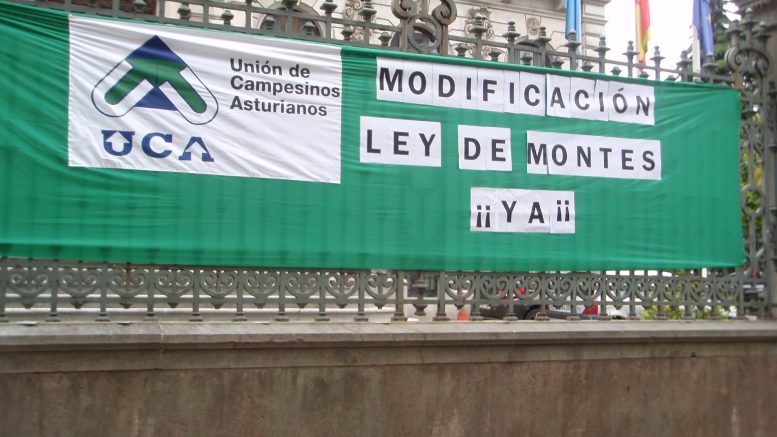 Unión de
Campesinos
Asturianos
UCA
MODIFICACIÓN
LEY DE MONTES
¡¡YA¡¡